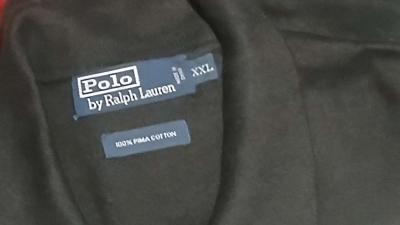 Polo
by Ralph Lauren
XXL
100% PIMA COTTON